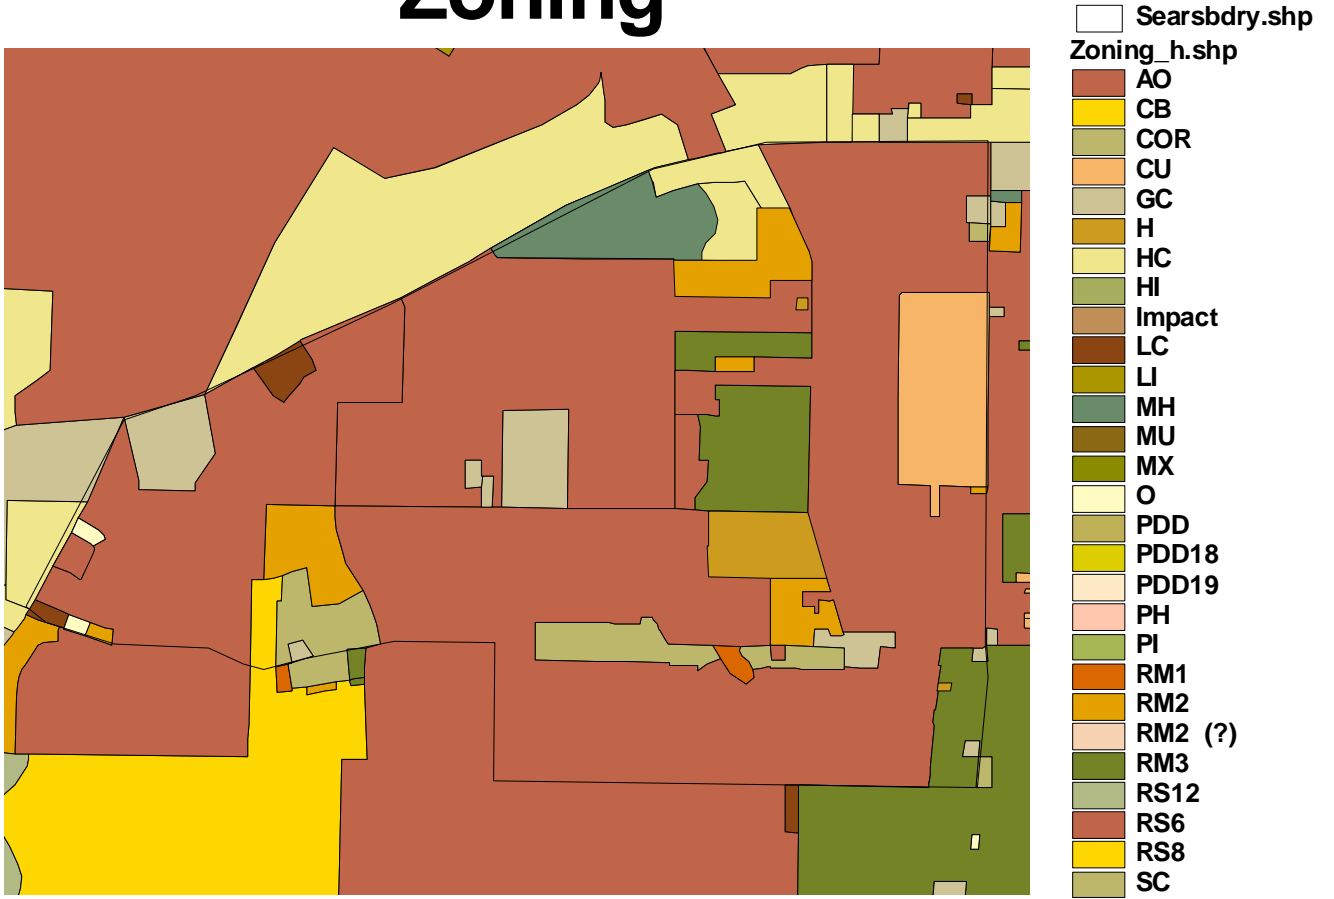 Zoning
Searsbdry.shp
Zoning_h.shp
AO
CB
COR
CU
GC
H
HC
HI
Impact
LC
LI
MH
MU
MX
O
PDD
PDD18
PDD19
PH
PI
RM1
RM2
RM2 (?)
RM3
RS12
RS6
RS8
SC